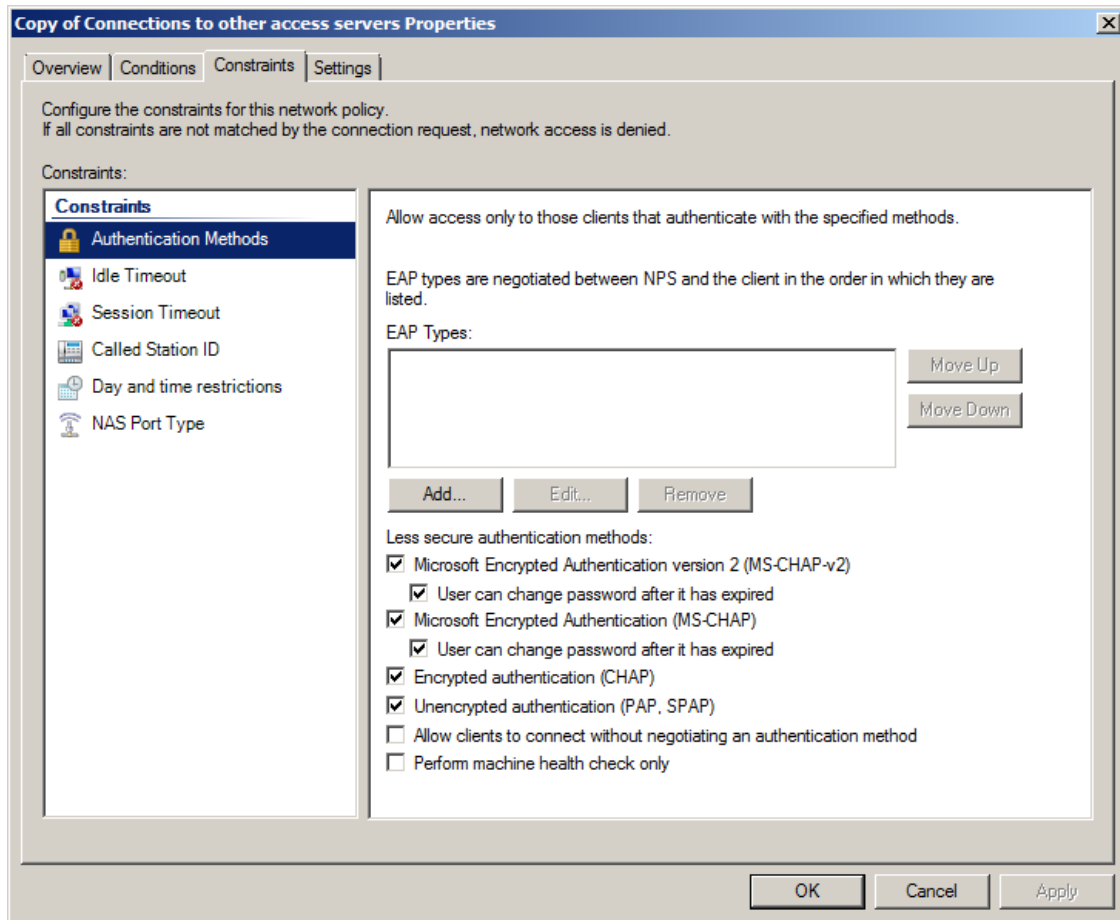 Copy of Connections to other access servers Properties
Overview Conditions Constraints Settings
Configure the constraints for this network policy.
If all constraints are not matched by the connection request, network access is denied.
Constraints:
Constraints
Authentication Methods
Idle Timeout
Session Timeout
Called Station ID
Day and time restrictions
NAS Port Type
Allow access only to those clients that authenticate with the specified methods.
EAP types are negotiated between NPS and the client in the order in which they are
listed.
EAP Types:
Move Up
Move Down
Add... Edit... Remove
Less secure authentication methods:
Microsoft Encrypted Authentication version 2 (MS-CHAP-v2)
User can change password after it has expired
Microsoft Encrypted Authentication (MS-CHAP)
User can change password after it has expired
Encrypted authentication (CHAP)
Unencrypted authentication (PAP, SPAP)
Allow clients to connect without negotiating an authentication method
Perform machine health check only
OK Cancel Apply